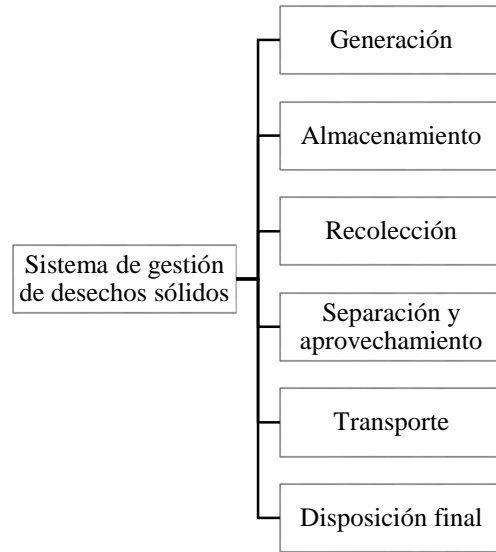 Generación
Almacenamiento
Recolección
Sistema de gestión
de desechos sólidos
Separación y
aprovechamiento
Transporte
Disposición final